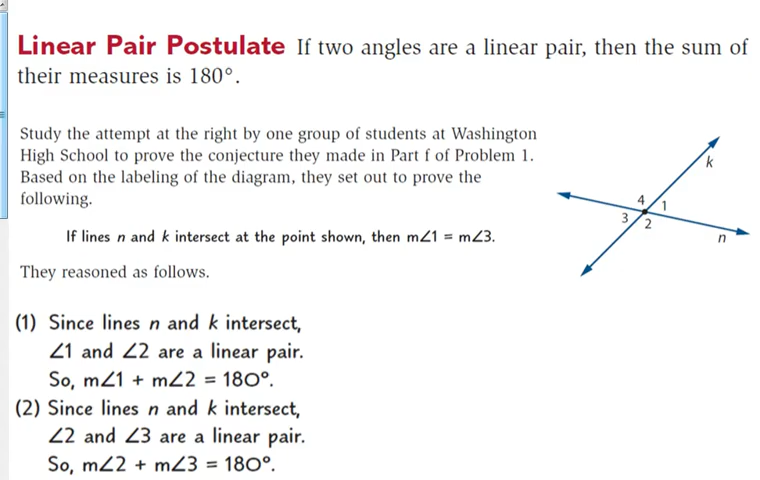 Linear Pair Postulate If two angles are a linear pair, then the sum of
their measures is 180°.
Study the attempt at the right by one group of students at Washington
High School to prove the conjecture they made in Part f of Problem 1.
Based on the labeling of the diagram, they set out to prove the
following.
If lines n and k intersect at the point shown, then m∠1 = m∠3.
They reasoned as follows.
k
4
1
3
2
n
(1) Since lines n and k intersect,
∠1 and ∠2 are a linear pair.
So, m∠1 + m∠2 = 180°.
(2) Since lines n and k intersect,
∠2 and ∠3 are a linear pair.
So, m∠2 + m∠3 = 180°.